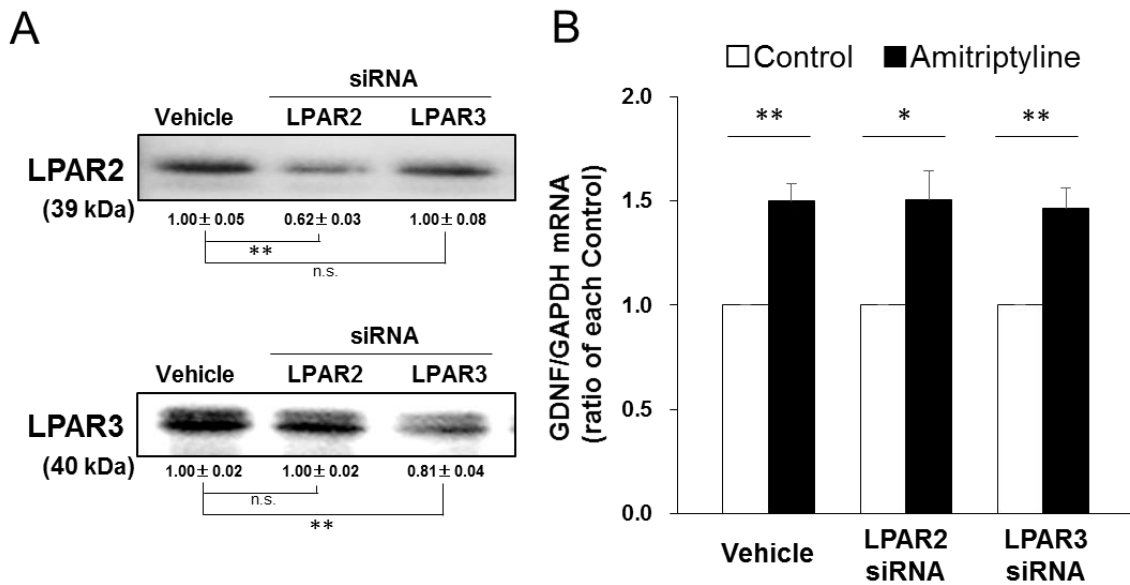 A
siRNA
Vehicle LPAR2 LPAR3
LPAR2
(39 kDa)
1.00± 0.05 0.62± 0.03 1.00± 0.08
**
n.s.
siRNA
Vehicle LPAR2 LPAR3
LPAR3
(40 kDa)
1.00± 0.02 1.00± 0.02 0.81± 0.04
n.s.
**
B
Control Amitriptyline
GDNF/GAPDH mRNA
(ratio of each Control)
2.0
1.5
1.0
0.5
0.0
** * **
Vehicle
LPAR2
siRNA
LPAR3
siRNA